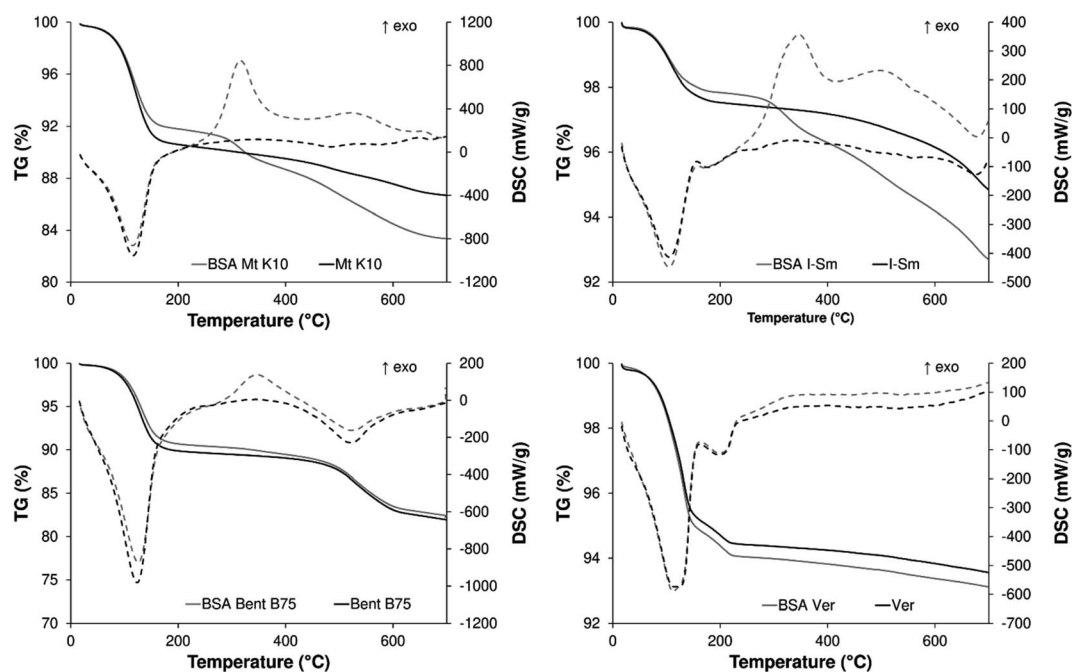 100
96
92
88
84
80
TG (%)
↑ exo
1200
800
400
0
-400
-800
-1200
DSC (mW/g)
BSA Mt K10 Mt K10
0 200 400 600
Temperature (°C)
100
98
96
94
92
TG (%)
↑ exo
400
300
200
100
0
-100
-200
-300
-400
-500
DSC (mW/g)
BSA I-Sm I-Sm
0 200 400 600
Temperature (°C)
100
95
90
85
80
75
70
TG (%)
↑ exo
200
0
-200
-400
-600
-800
-1000
-1200
DSC (mW/g)
BSA Bent B75 Bent B75
0 200 400 600
Temperature (°C)
100
98
96
94
92
TG (%)
↑ exo
200
100
0
-100
-200
-300
-400
-500
-600
-700
DSC (mW/g)
BSA Ver Ver
0 200 400 600
Temperature (°C)